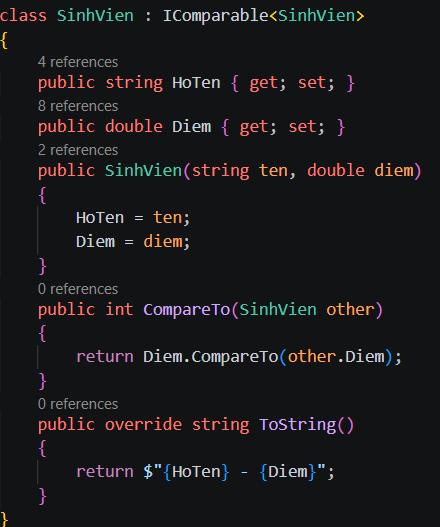 class SinhVien : IComparable<SinhVien>
{
4 references
public string HoTen { get; set; }
8 references
public double Diem { get; set; }
2 references
public SinhVien(string ten, double diem)
{
HoTen = ten;
Diem = diem;
}
0 references
public int CompareTo(SinhVien other)
{
return Diem.CompareTo(other.Diem);
}
0 references
public override string ToString()
{
return $"{HoTen} - {Diem}";
}
}